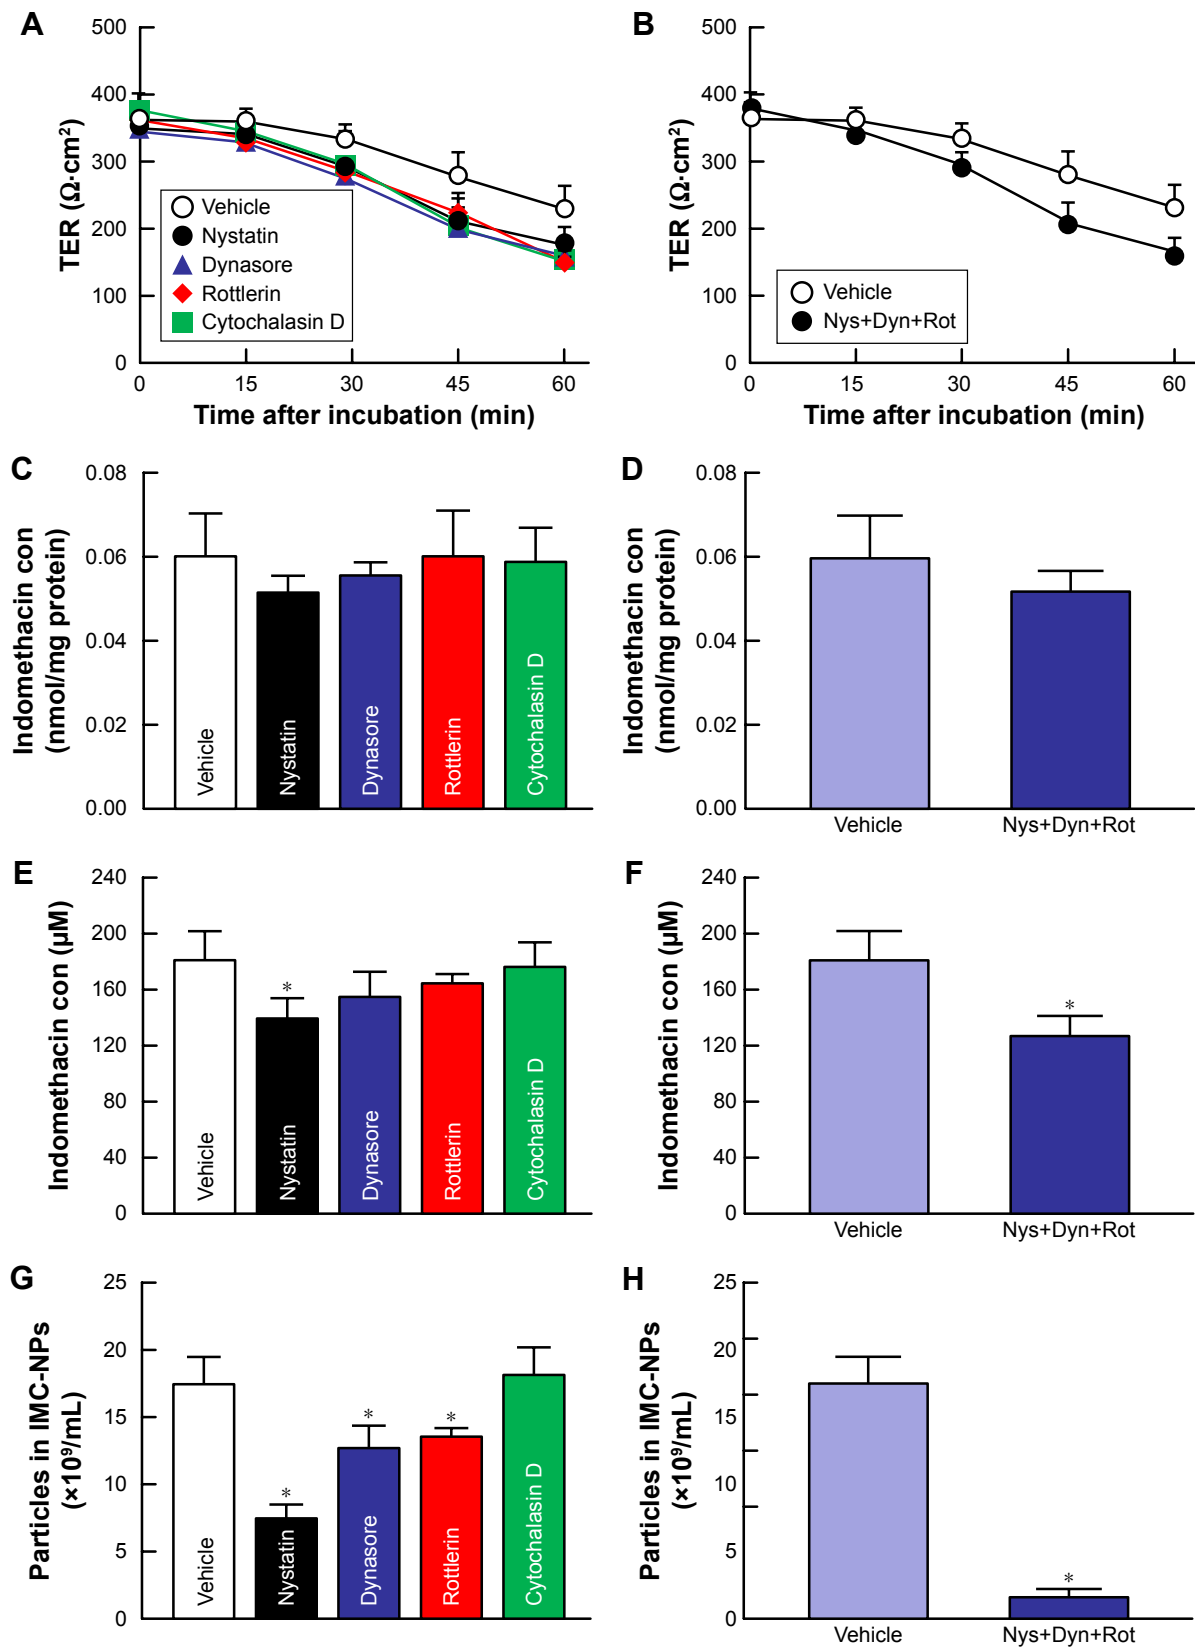 A
500
400
300
200
100
0
TER (Ω·cm²)
Vehicle
Nystatin
Dynasore
Rottlerin
Cytochalasin D
0 15 30 45 60
Time after incubation (min)
B
500
400
300
200
100
0
TER (Ω·cm²)
Vehicle
Nys+Dyn+Rot
0 15 30 45 60
Time after incubation (min)
C
0.08
0.06
0.04
0.02
0.00
Indomethacin con
(nmol/mg protein)
Vehicle
Nystatin
Dynasore
Rottlerin
Cytochalasin D
D
0.08
0.06
0.04
0.02
0.00
Indomethacin con
(nmol/mg protein)
Vehicle Nys+Dyn+Rot
E
240
200
160
120
80
40
0
Indomethacin con (µM)
*
Vehicle
Nystatin
Dynasore
Rottlerin
Cytochalasin D
F
240
200
160
120
80
40
0
Indomethacin con (µM)
*
Vehicle Nys+Dyn+Rot
G
25
20
15
10
5
0
Particles in IMC-NPs
(×10⁹/mL)
* * *
Vehicle
Nystatin
Dynasore
Rottlerin
Cytochalasin D
H
25
20
15
10
5
0
Particles in IMC-NPs
(×10⁹/mL)
*
Vehicle Nys+Dyn+Rot